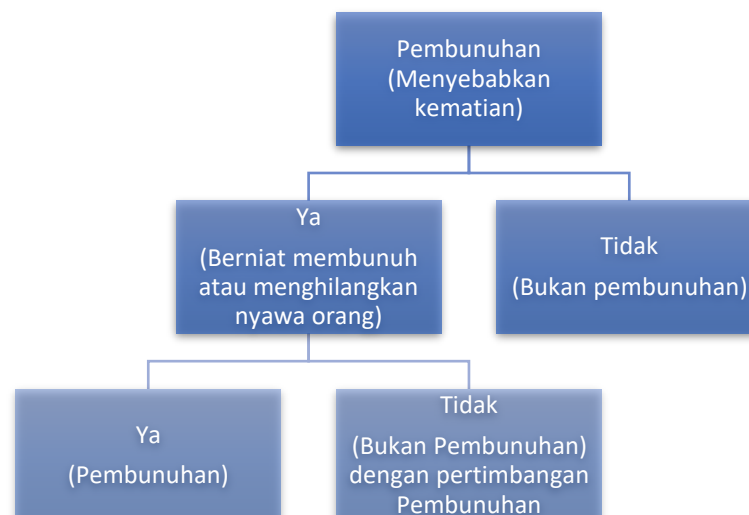 Pembunuhan
(Menyebabkan
kematian)
Ya
(Berniat membunuh
atau menghilangkan
nyawa orang)
Tidak
(Bukan pembunuhan)
Ya
(Pembunuhan)
Tidak
(Bukan Pembunuhan)
dengan pertimbangan
Pembunuhan